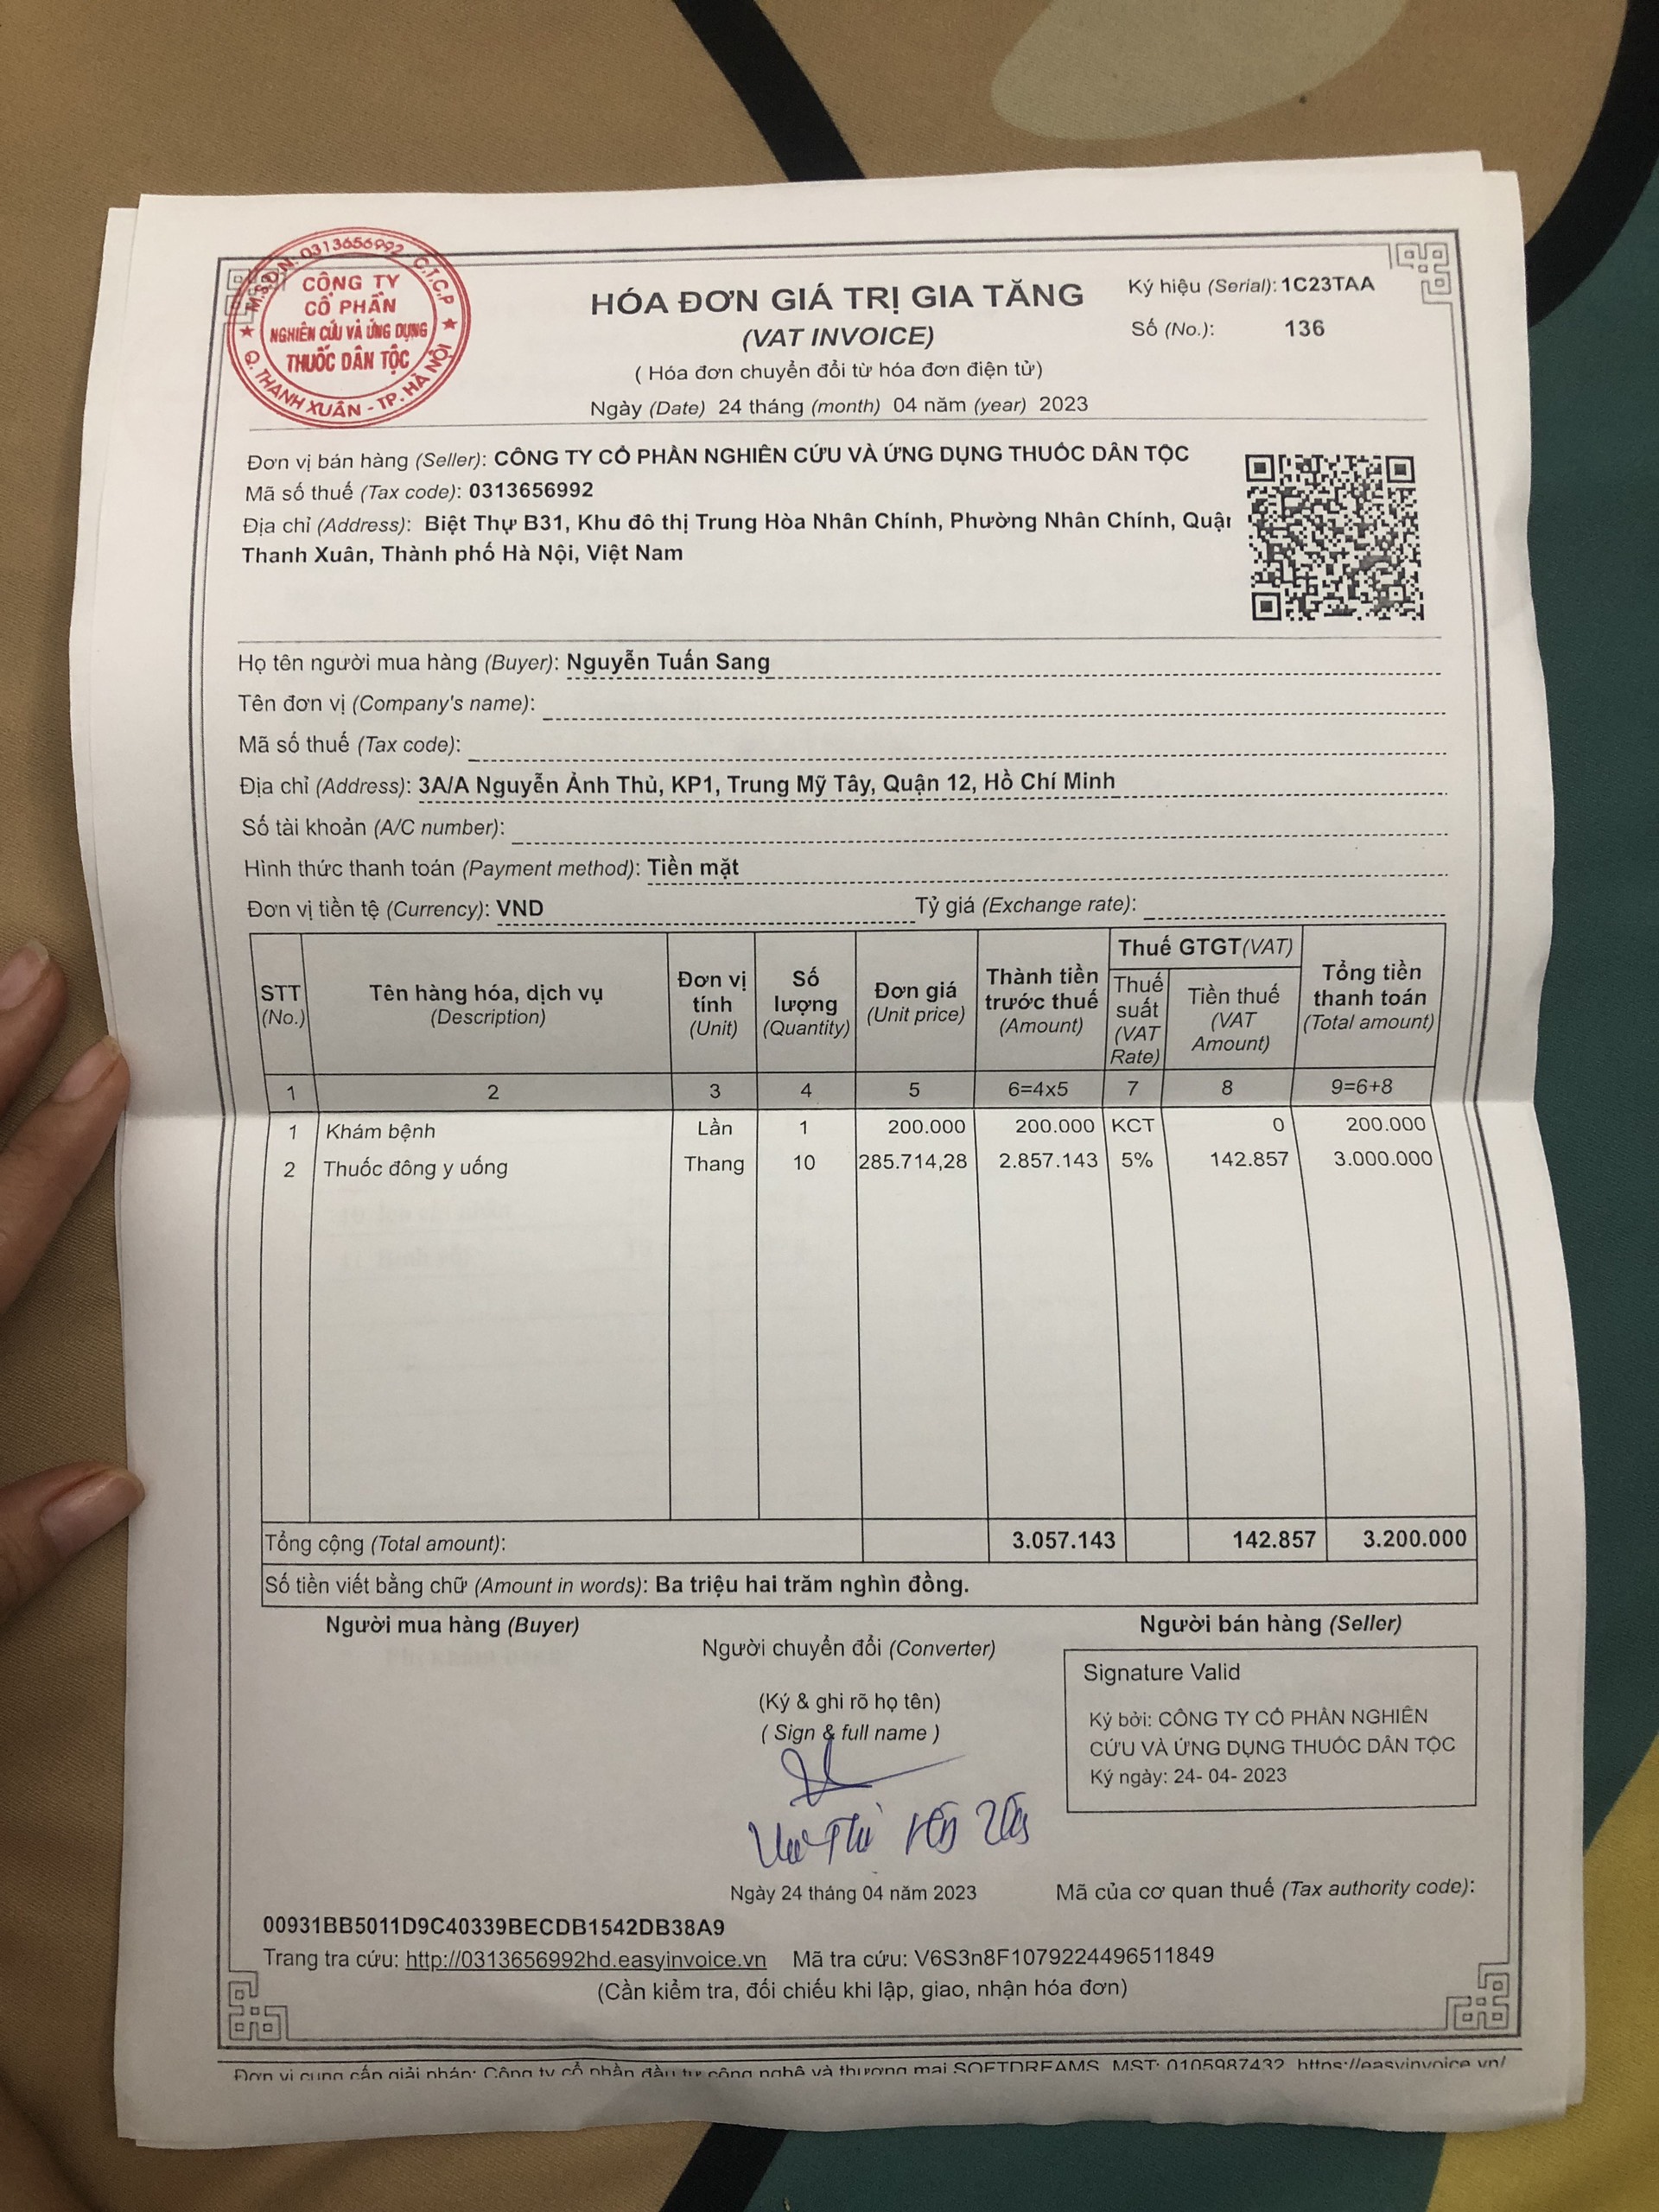 M.S.D.N: 0313656992 C.T.C.P
CÔNG TY
CỔ PHẦN
NGHIÊN CỨU VÀ ỨNG DỤNG
THUỐC DÂN TỘC
Q. THANH XUÂN - TP. HÀ NỘI
HÓA ĐƠN GIÁ TRỊ GIA TĂNG
(VAT INVOICE)
( Hóa đơn chuyển đổi từ hóa đơn điện tử)
Ngày (Date) 24 tháng (month) 04 năm (year) 2023
Ký hiệu (Serial): 1C23TAA
Số (No.): 136
Đơn vị bán hàng (Seller): CÔNG TY CỔ PHẦN NGHIÊN CỨU VÀ ỨNG DỤNG THUỐC DÂN TỘC
Mã số thuế (Tax code): 0313656992
Địa chỉ (Address): Biệt Thự B31, Khu đô thị Trung Hòa Nhân Chính, Phường Nhân Chính, Quận
Thanh Xuân, Thành phố Hà Nội, Việt Nam
Họ tên người mua hàng (Buyer): Nguyễn Tuấn Sang
Tên đơn vị (Company's name):
Mã số thuế (Tax code):
Địa chỉ (Address): 3A/A Nguyễn Ảnh Thủ, KP1, Trung Mỹ Tây, Quận 12, Hồ Chí Minh
Số tài khoản (A/C number):
Hình thức thanh toán (Payment method): Tiền mặt
Đơn vị tiền tệ (Currency): VND Tỷ giá (Exchange rate):
STT (No.) Tên hàng hóa, dịch vụ (Description) Đơn vị tính (Unit) Số lượng (Quantity) Đơn giá (Unit price) Thành tiền trước thuế (Amount) Thuế GTGT(VAT) Thuế suất (VAT Rate) Tiền thuế (VAT Amount) Tổng tiền thanh toán (Total amount)
1 2 3 4 5 6=4x5 7 8 9=6+8
1 Khám bệnh Lần 1 200.000 200.000 KCT 0 200.000
2 Thuốc đông y uống Thang 10 285.714,28 2.857.143 5% 142.857 3.000.000
Tổng cộng (Total amount): 3.057.143 142.857 3.200.000
Số tiền viết bằng chữ (Amount in words): Ba triệu hai trăm nghìn đồng.
Người mua hàng (Buyer)
Người chuyển đổi (Converter)
(Ký & ghi rõ họ tên)
( Sign & full name )
Người bán hàng (Seller)
Signature Valid
Ký bởi: CÔNG TY CỔ PHẦN NGHIÊN
CỨU VÀ ỨNG DỤNG THUỐC DÂN TỘC
Ký ngày: 24- 04- 2023
Ngày 24 tháng 04 năm 2023
Mã của cơ quan thuế (Tax authority code):
00931BB5011D9C40339BECDB1542DB38A9
Trang tra cứu: http://0313656992hd.easyinvoice.vn Mã tra cứu: V6S3n8F1079224496511849
(Cần kiểm tra, đối chiếu khi lập, giao, nhận hóa đơn)
Đơn vị cung cấp giải pháp: Công ty cổ phần đầu tư công nghệ và thương mại SOFTDREAMS, MST: 0105987432, https://easyinvoice.vn/